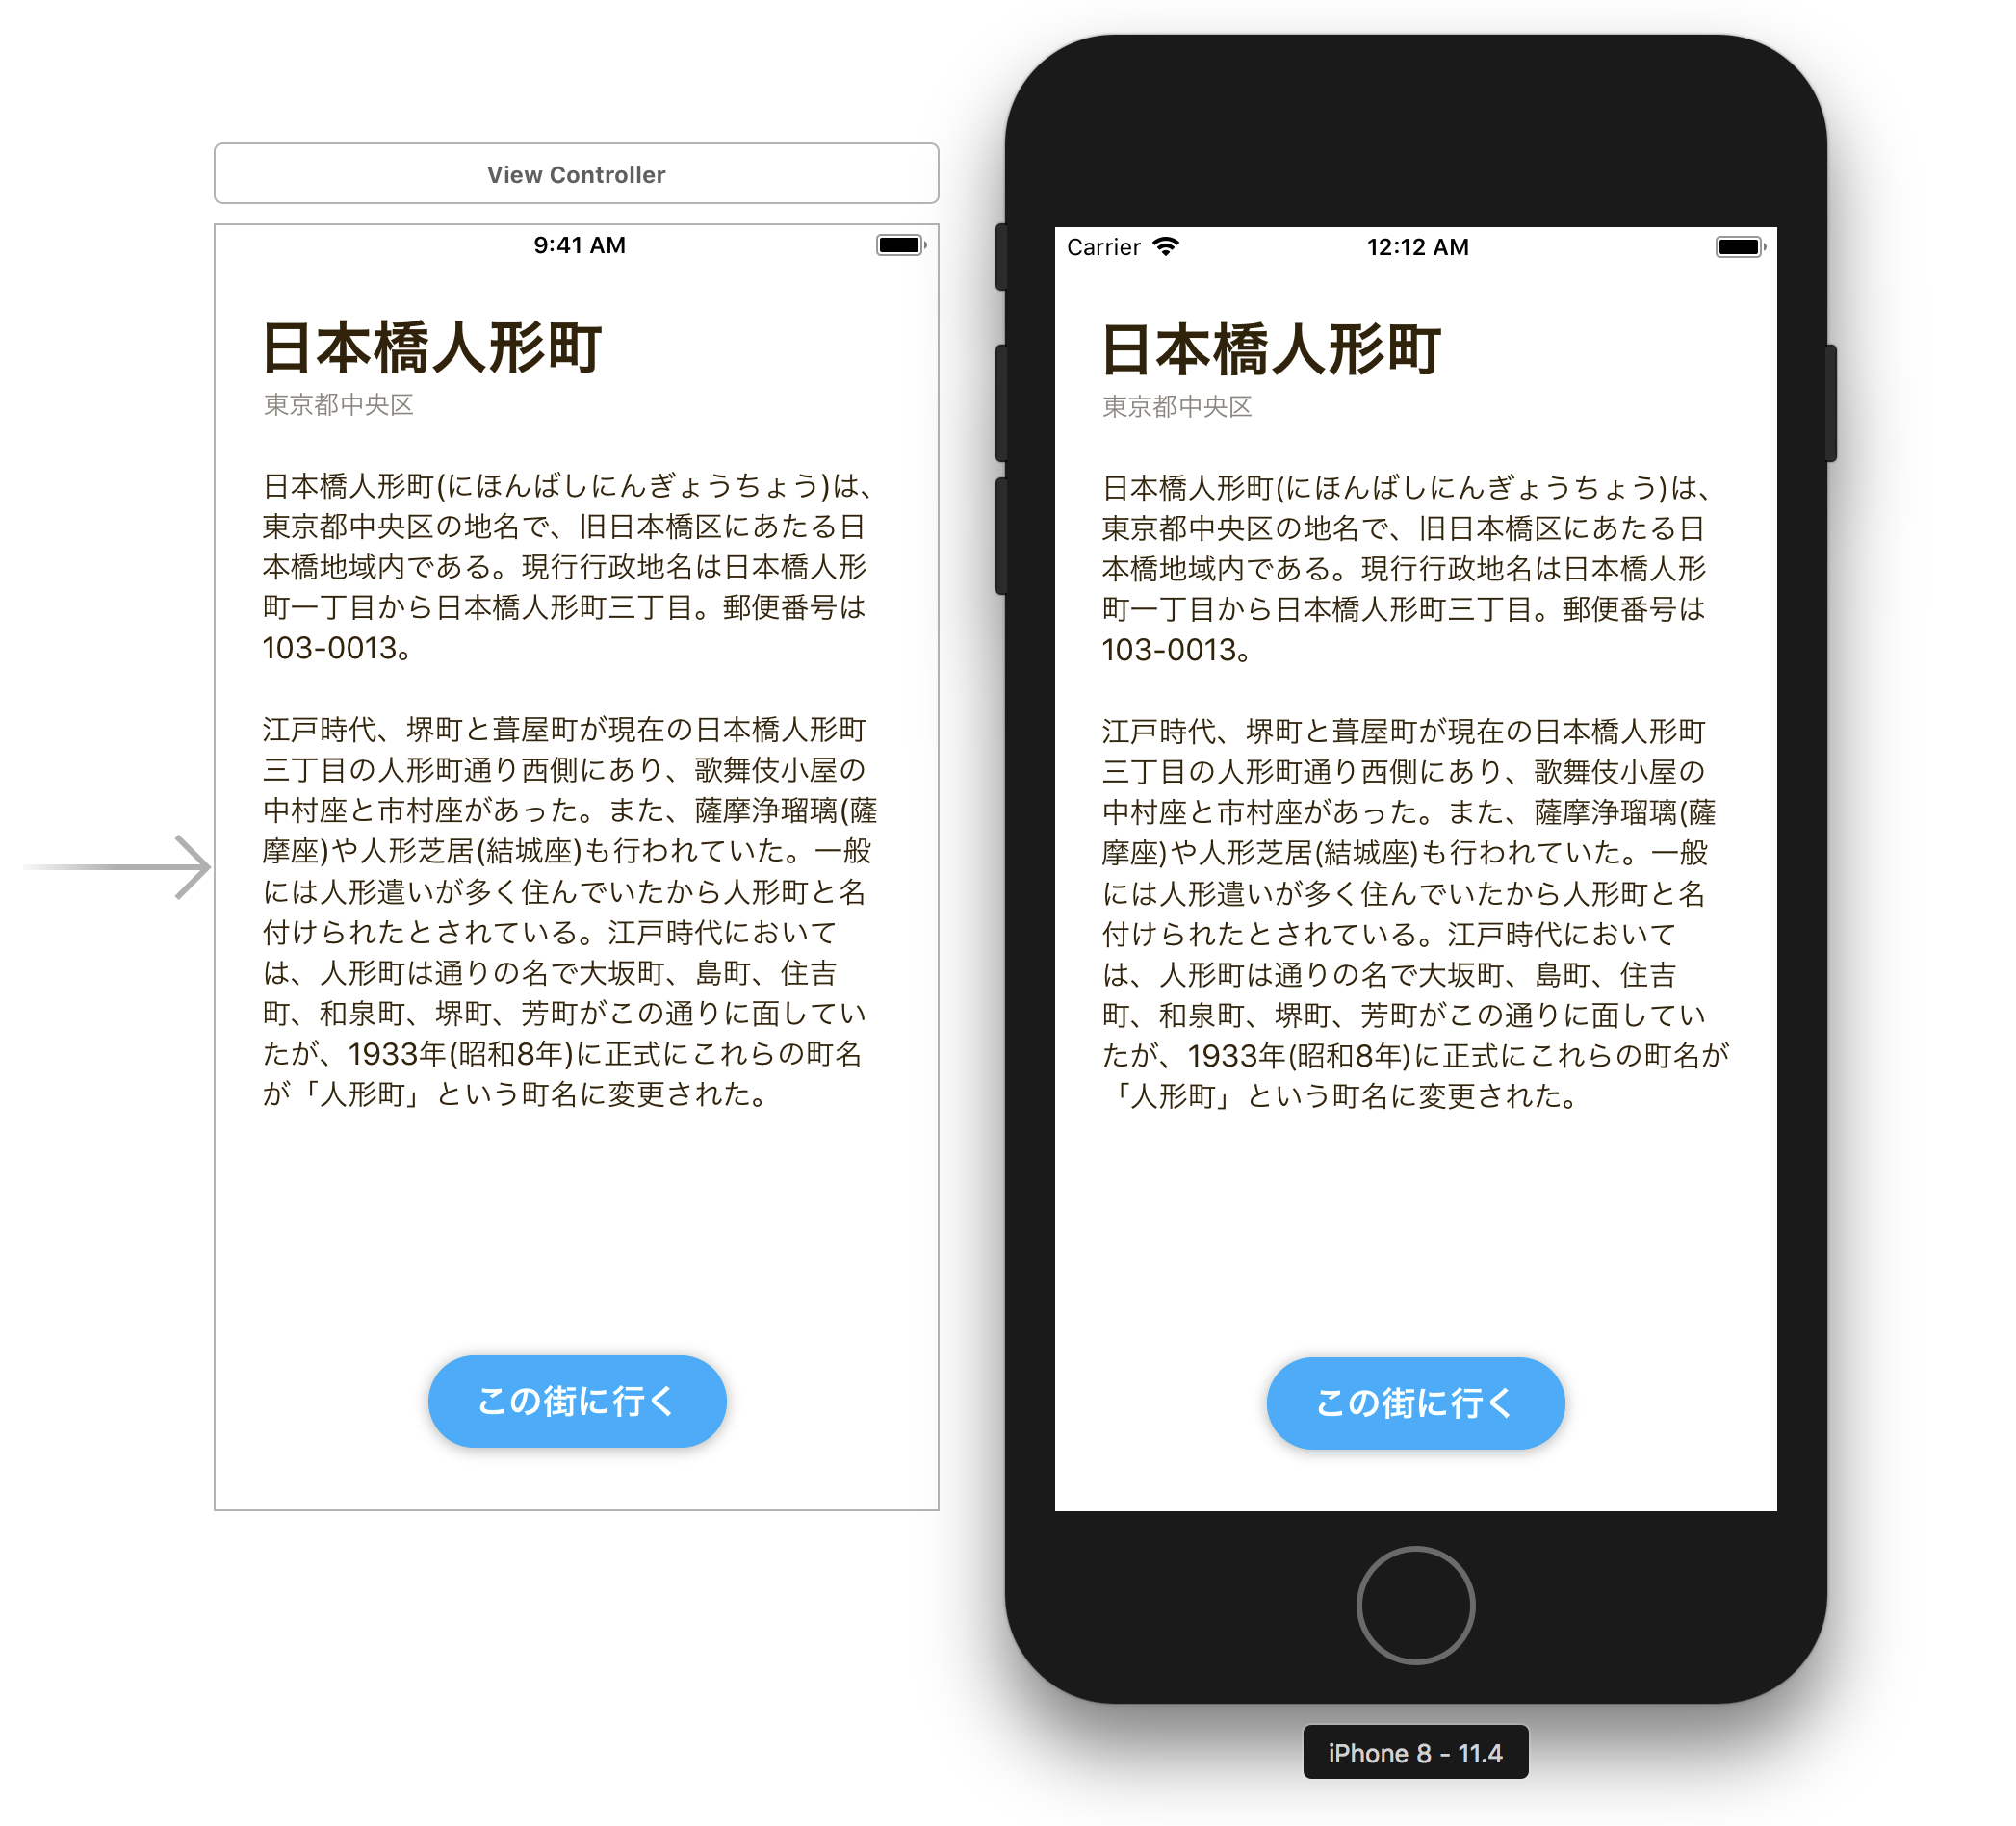 View Controller
9:41 AM
日本橋人形町
東京都中央区
日本橋人形町(にほんばしにんぎょうちょう)は、
東京都中央区の地名で、旧日本橋区にあたる日
本橋地域内である。現行行政地名は日本橋人形
町一丁目から日本橋人形町三丁目。郵便番号は
103-0013。
江戸時代、堺町と葺屋町が現在の日本橋人形町
三丁目の人形町通り西側にあり、歌舞伎小屋の
中村座と市村座があった。また、薩摩浄瑠璃(薩
摩座)や人形芝居(結城座)も行われていた。一般
には人形遣いが多く住んでいたから人形町と名
付けられたとされている。江戸時代において
は、人形町は通りの名で大坂町、島町、住吉
町、和泉町、堺町、芳町がこの通りに面してい
たが、1933年(昭和8年)に正式にこれらの町名
が「人形町」という町名に変更された。
この街に行く
Carrier
12:12 AM
日本橋人形町
東京都中央区
日本橋人形町(にほんばしにんぎょうちょう)は、
東京都中央区の地名で、旧日本橋区にあたる日
本橋地域内である。現行行政地名は日本橋人形
町一丁目から日本橋人形町三丁目。郵便番号は
103-0013。
江戸時代、堺町と葺屋町が現在の日本橋人形町
三丁目の人形町通り西側にあり、歌舞伎小屋の
中村座と市村座があった。また、薩摩浄瑠璃(薩
摩座)や人形芝居(結城座)も行われていた。一般
には人形遣いが多く住んでいたから人形町と名
付けられたとされている。江戸時代において
は、人形町は通りの名で大坂町、島町、住吉
町、和泉町、堺町、芳町がこの通りに面してい
たが、1933年(昭和8年)に正式にこれらの町名が
「人形町」という町名に変更された。
この街に行く
iPhone 8 - 11.4